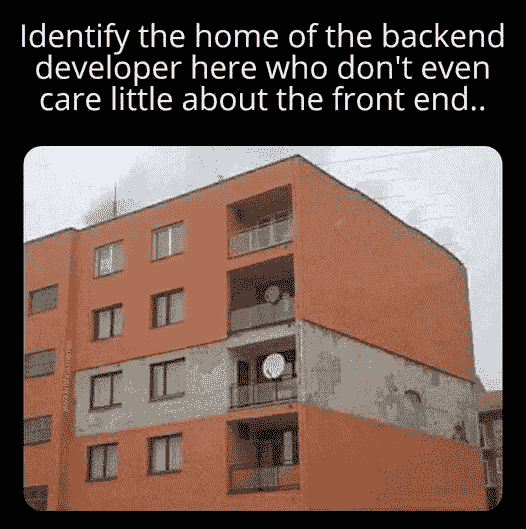 Identify the home of the backend
developer here who don't even
care little about the front end..